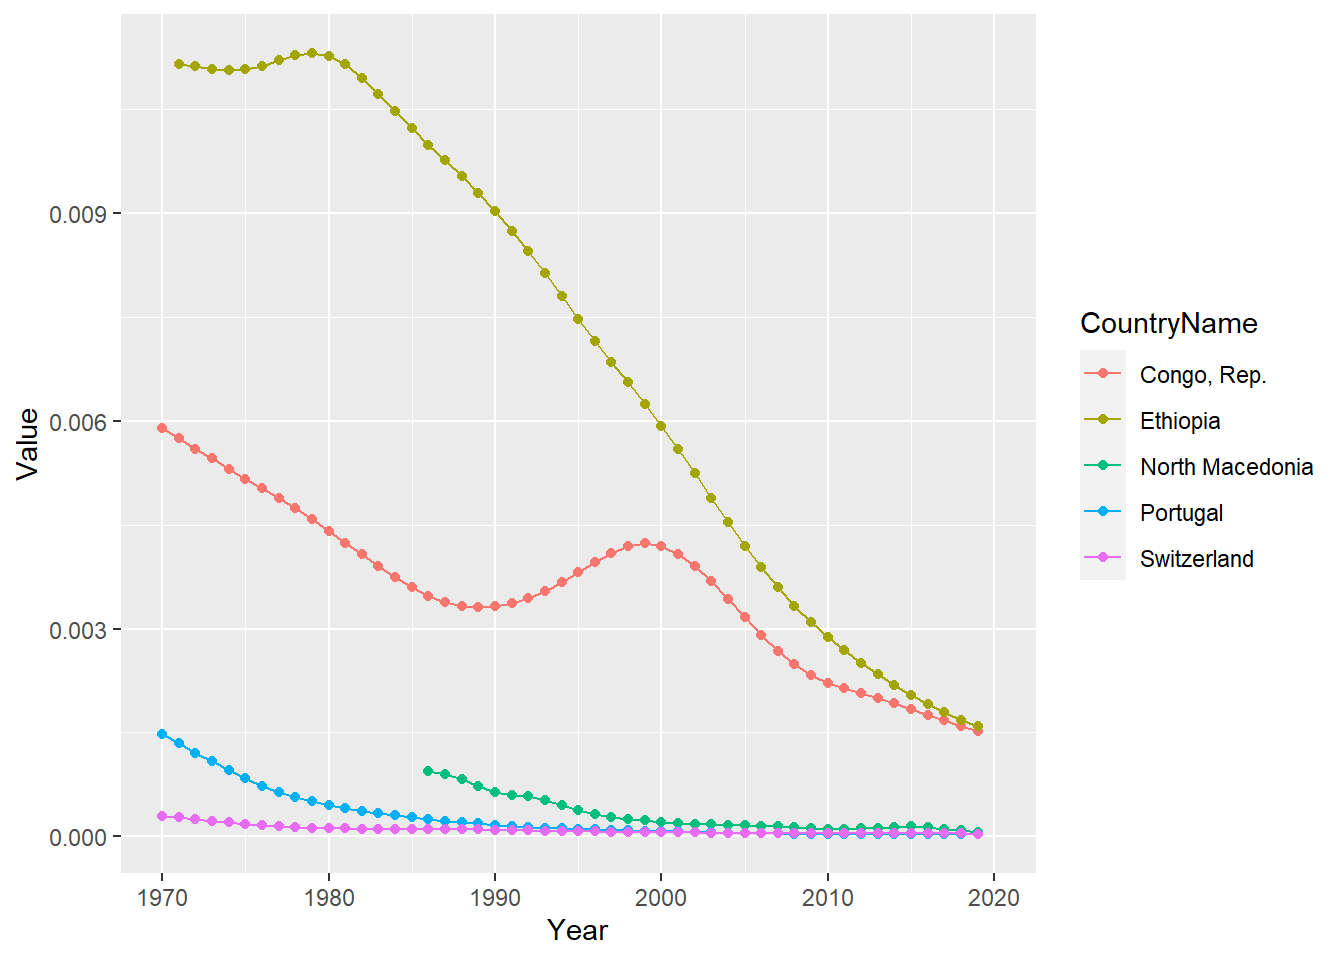 0.009
0.006
0.003
0.000
Value
1970 1980 1990 2000 2010 2020
Year
CountryName
Congo, Rep.
Ethiopia
North Macedonia
Portugal
Switzerland